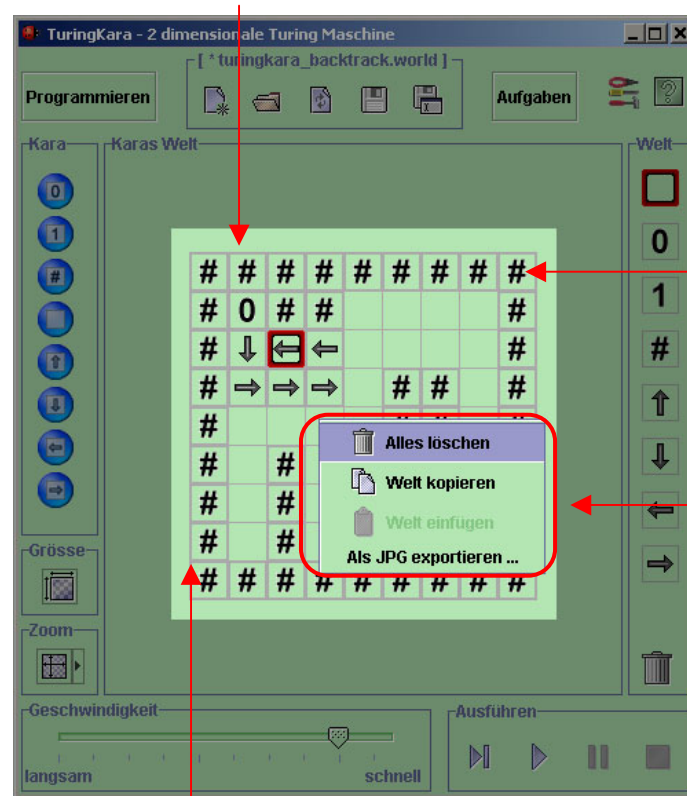 TuringKara - 2 dimensionale Turing Maschine
[ *turingkara_backtrack.world ]
Programmieren
Aufgaben
Kara
Karas Welt
Welt
0
1
#
0
1
#
# # # # # # # # #
# 0 # # #
# ⇓ ⇐ ⇐ #
# ⇒ ⇒ ⇒ # # #
#
# #
# #
# #
# # # # # # # # #
⇑
⇓
⇐
⇒
⇑
⇓
⇐
⇒
Alles löschen
Welt kopieren
Welt einfügen
Als JPG exportieren ...
Grösse
Zoom
Geschwindigkeit
langsam
schnell
Ausführen